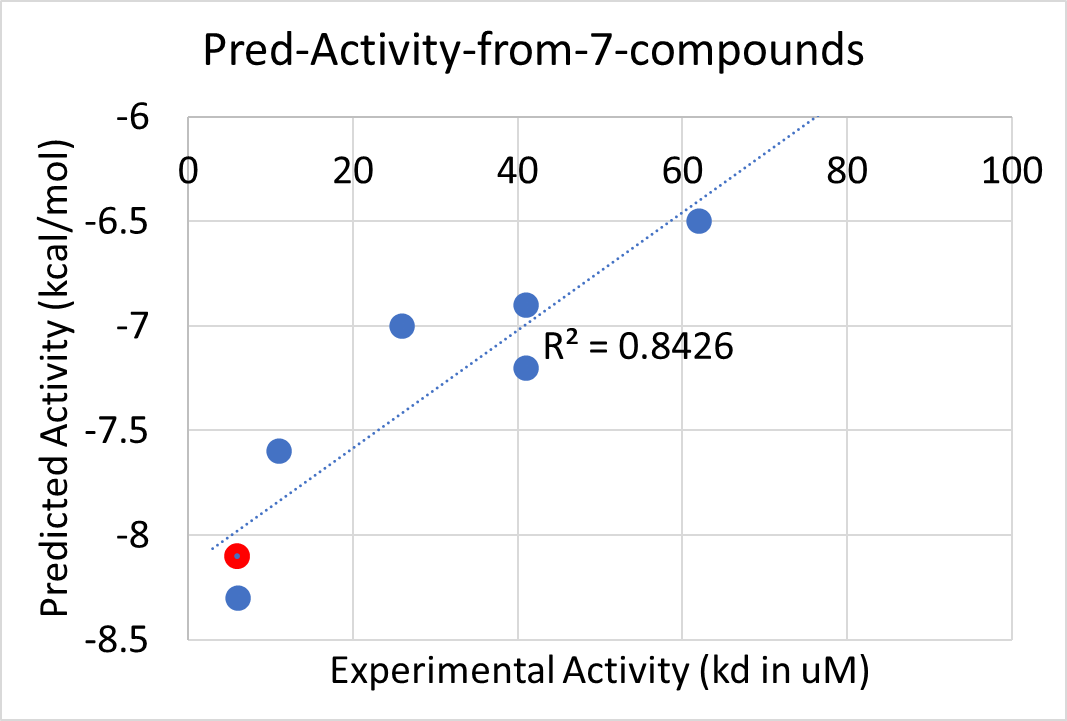 Pred-Activity-from-7-compounds
Predicted Activity (kcal/mol)
-6
0 20 40 60 80 100
-6.5
-7
R² = 0.8426
-7.5
-8
-8.5
Experimental Activity (kd in uM)